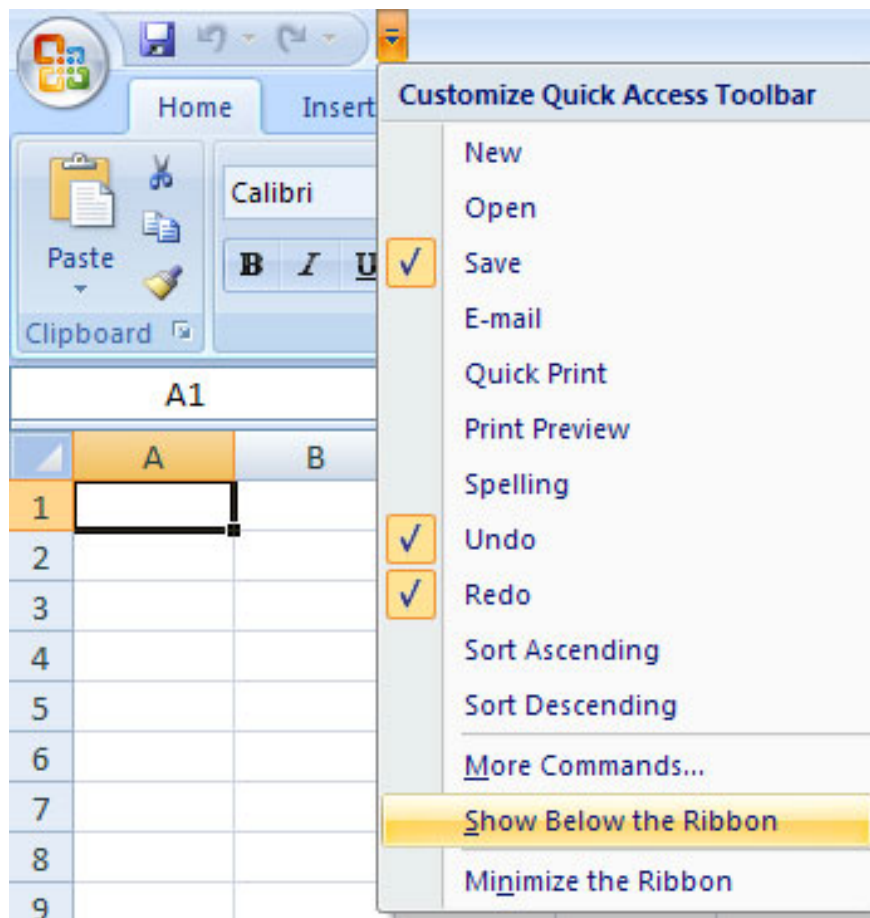 Home Insert
Customize Quick Access Toolbar
New
Open
Save
E-mail
Quick Print
Print Preview
Spelling
Undo
Redo
Sort Ascending
Sort Descending
More Commands...
Show Below the Ribbon
Minimize the Ribbon
Paste
Calibri
B I U
Clipboard
A1
A B
1
2
3
4
5
6
7
8
9